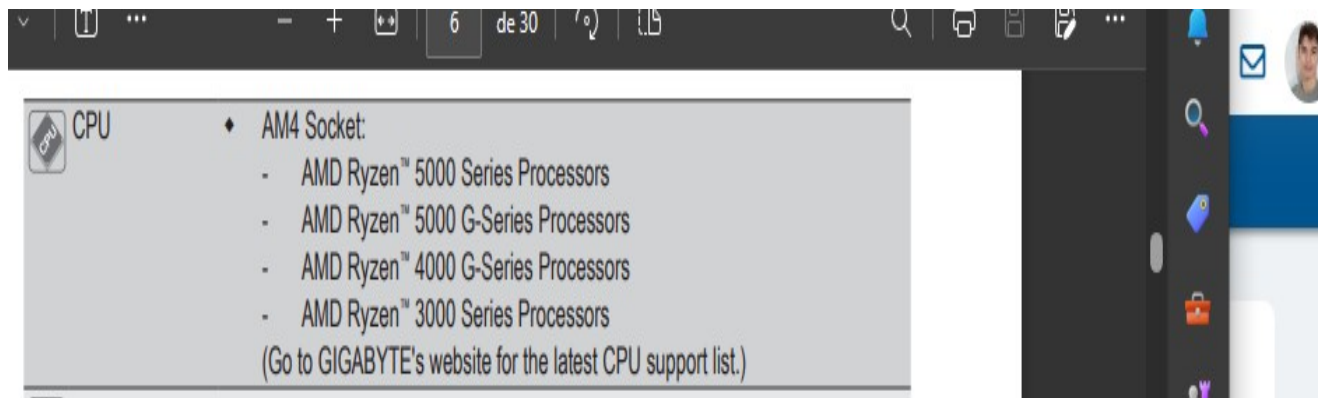 6 de 30
CPU
CPU
♦ AM4 Socket:
- AMD Ryzen™ 5000 Series Processors
- AMD Ryzen™ 5000 G-Series Processors
- AMD Ryzen™ 4000 G-Series Processors
- AMD Ryzen™ 3000 Series Processors
(Go to GIGABYTE's website for the latest CPU support list.)